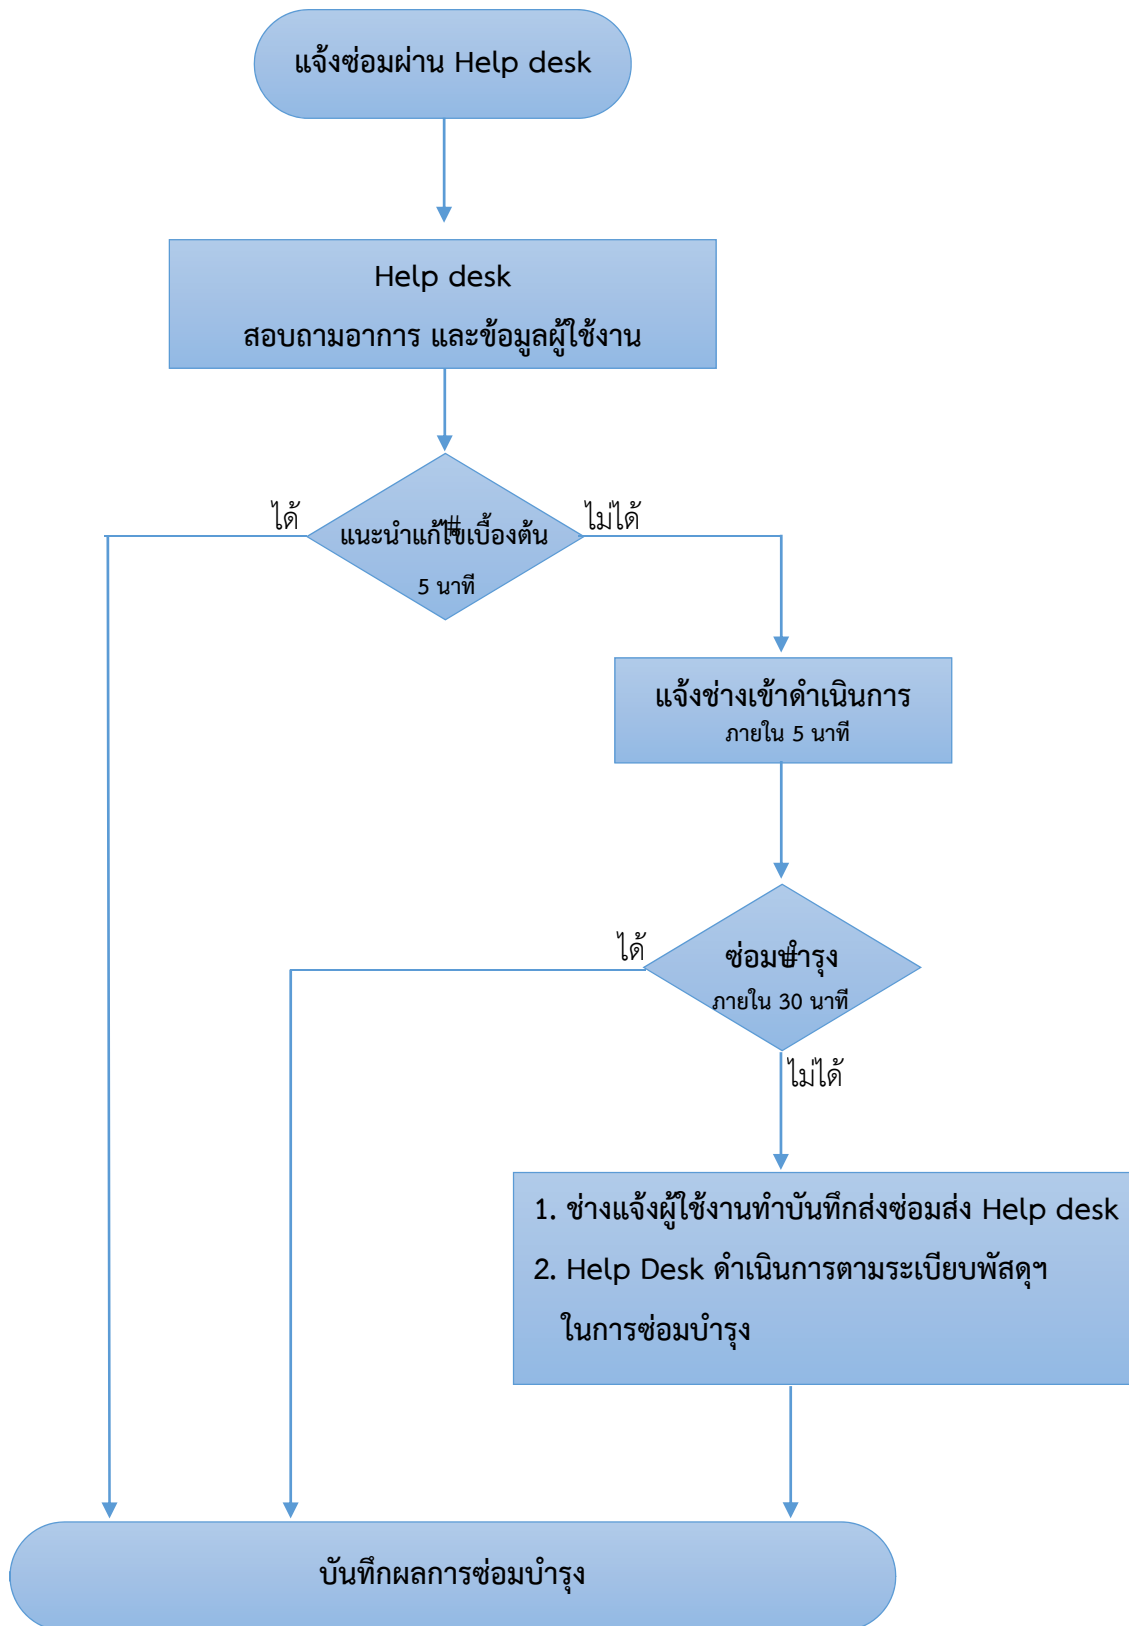 แจ้งซ่อมผ่าน Help desk
Help desk
สอบถามอาการ และข้อมูลผู้ใช้งาน
ได้
ไม่ได้
#
แนะนำแก้ไขเบื้องต้น
5 นาที
แจ้งช่างเข้าดำเนินการ
ภายใน 5 นาที
ได้
#
ซ่อมบำรุง
ภายใน 30 นาที
ไม่ได้
1. ช่างแจ้งผู้ใช้งานทำบันทึกส่งซ่อมส่ง Help desk
2. Help Desk ดำเนินการตามระเบียบพัสดุฯ
ในการซ่อมบำรุง
บันทึกผลการซ่อมบำรุง